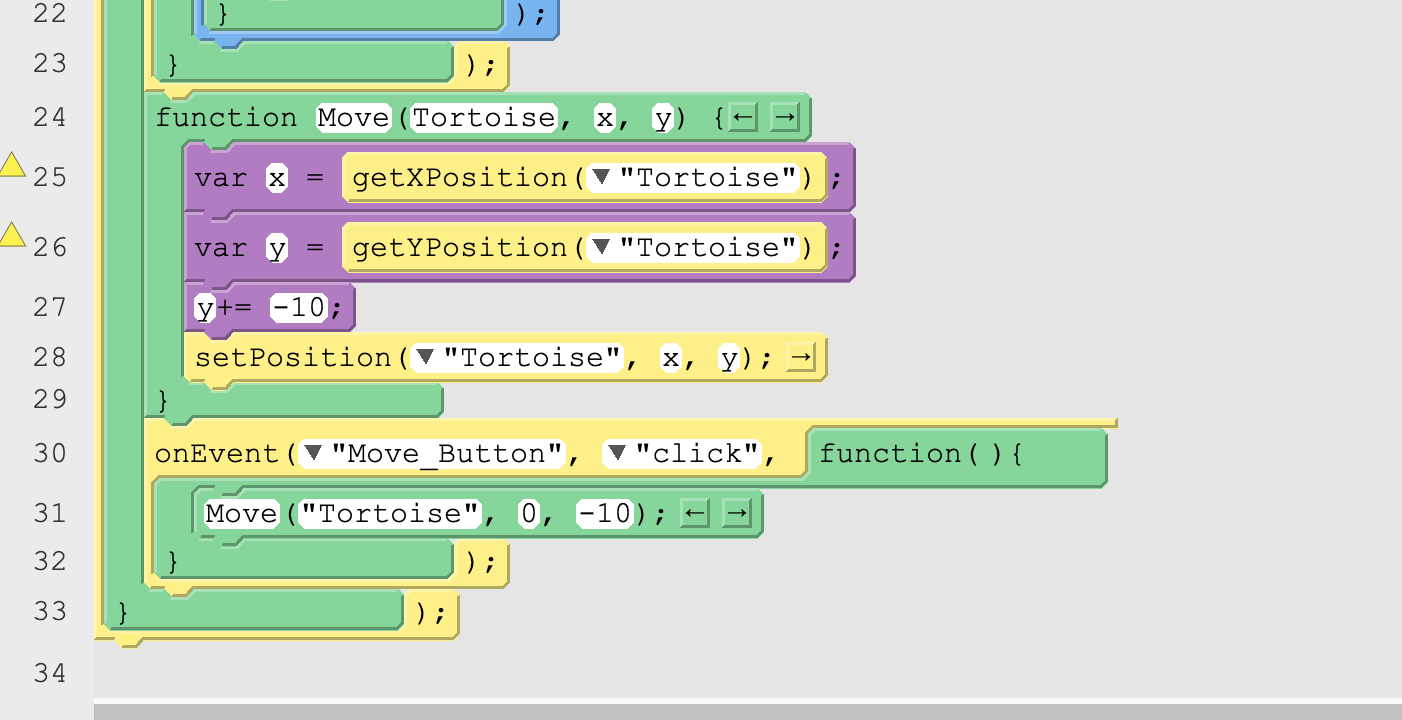 22 } );
23 } );
24 function Move(Tortoise, x, y) {← →
25 var x = getXPosition(▼ "Tortoise");
26 var y = getYPosition(▼ "Tortoise");
27 y+= -10;
28 setPosition(▼ "Tortoise", x, y); →
29 }
30 onEvent(▼ "Move_Button", ▼ "click", function( ){
31 Move("Tortoise", 0, -10); ← →
32 } );
33 } );
34